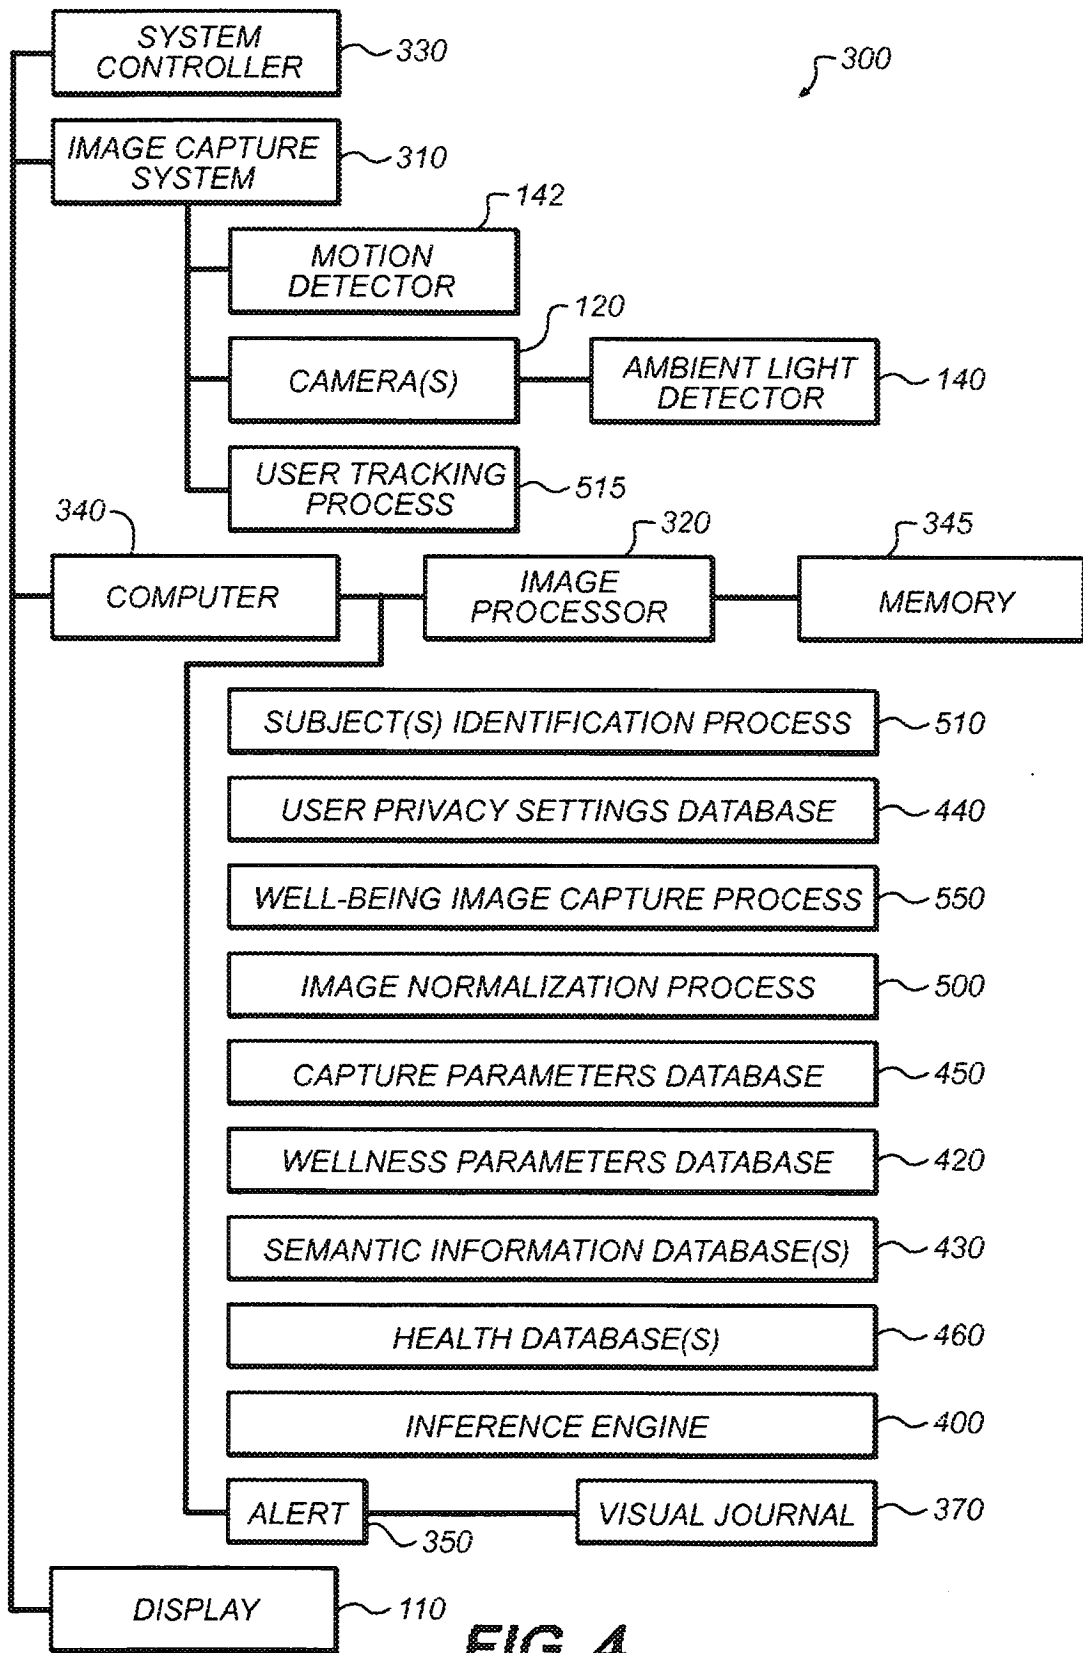 SYSTEM
CONTROLLER
330
300
IMAGE CAPTURE
SYSTEM
310
142
MOTION
DETECTOR
120
CAMERA(S)
AMBIENT LIGHT
DETECTOR
140
USER TRACKING
PROCESS
515
340
320
345
COMPUTER
IMAGE
PROCESSOR
MEMORY
SUBJECT(S) IDENTIFICATION PROCESS
510
USER PRIVACY SETTINGS DATABASE
440
WELL-BEING IMAGE CAPTURE PROCESS
550
IMAGE NORMALIZATION PROCESS
500
CAPTURE PARAMETERS DATABASE
450
WELLNESS PARAMETERS DATABASE
420
SEMANTIC INFORMATION DATABASE(S)
430
HEALTH DATABASE(S)
460
INFERENCE ENGINE
400
ALERT
350
VISUAL JOURNAL
370
DISPLAY
110
FIG. 4